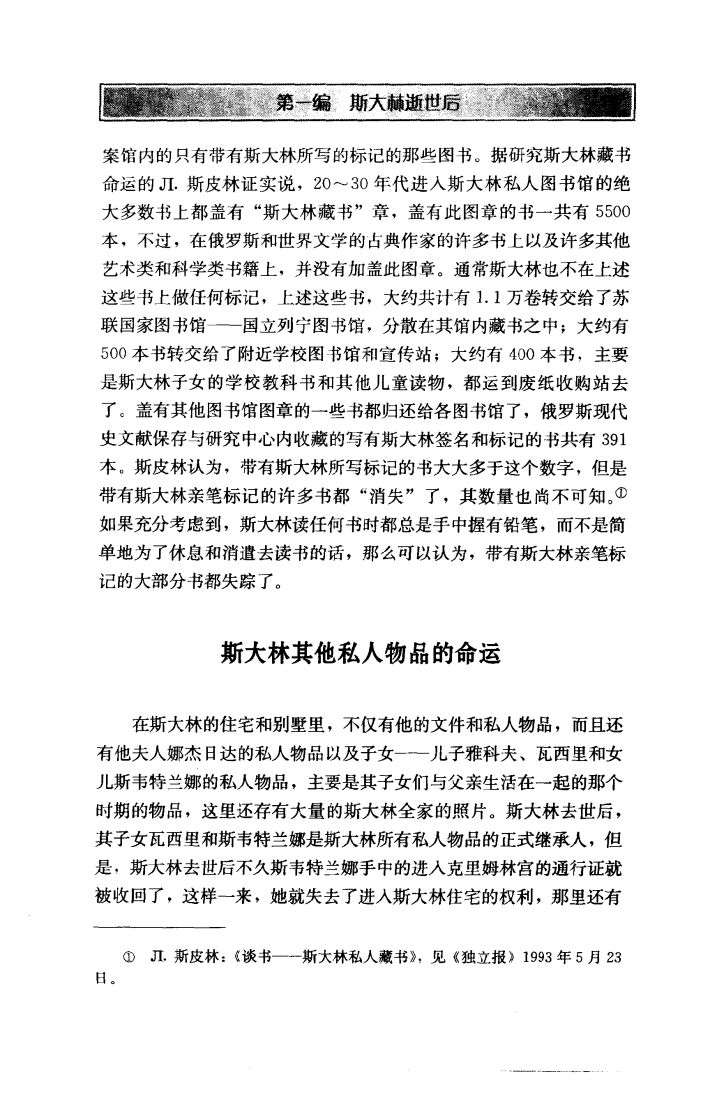 第一编 斯大林逝世后
案馆内的只有带有斯大林所写的标记的那些图书。据研究斯大林藏书
命运的 Л. 斯皮林证实说，20～30 年代进入斯大林私人图书馆的绝
大多数书上都盖有“斯大林藏书”章，盖有此图章的书一共有 5500
本，不过，在俄罗斯和世界文学的古典作家的许多书上以及许多其他
艺术类和科学类书籍上，并没有加盖此图章。通常斯大林也不在上述
这些书上做任何标记，上述这些书，大约共计有 1.1 万卷转交给了苏
联国家图书馆——国立列宁图书馆，分散在其馆内藏书之中；大约有
500 本书转交给了附近学校图书馆和宣传站；大约有 400 本书，主要
是斯大林子女的学校教科书和其他儿童读物，都运到废纸收购站去
了。盖有其他图书馆图章的一些书都归还给各图书馆了，俄罗斯现代
史文献保存与研究中心内收藏的写有斯大林签名和标记的书共有 391
本。斯皮林认为，带有斯大林所写标记的书大大多于这个数字，但是
带有斯大林亲笔标记的许多书都“消失”了，其数量也尚不可知。①
如果充分考虑到，斯大林读任何书时都总是手中握有铅笔，而不是简
单地为了休息和消遣去读书的话，那么可以认为，带有斯大林亲笔标
记的大部分书都失踪了。
斯大林其他私人物品的命运
在斯大林的住宅和别墅里，不仅有他的文件和私人物品，而且还
有他夫人娜杰日达的私人物品以及子女——儿子雅科夫、瓦西里和女
儿斯韦特兰娜的私人物品，主要是其子女们与父亲生活在一起的那个
时期的物品，这里还存有大量的斯大林全家的照片。斯大林去世后，
其子女瓦西里和斯韦特兰娜是斯大林所有私人物品的正式继承人，但
是，斯大林去世后不久斯韦特兰娜手中的进入克里姆林宫的通行证就
被收回了，这样一来，她就失去了进入斯大林住宅的权利，那里还有
① Л. 斯皮林：《谈书——斯大林私人藏书》，见《独立报》1993 年 5 月 23
日。